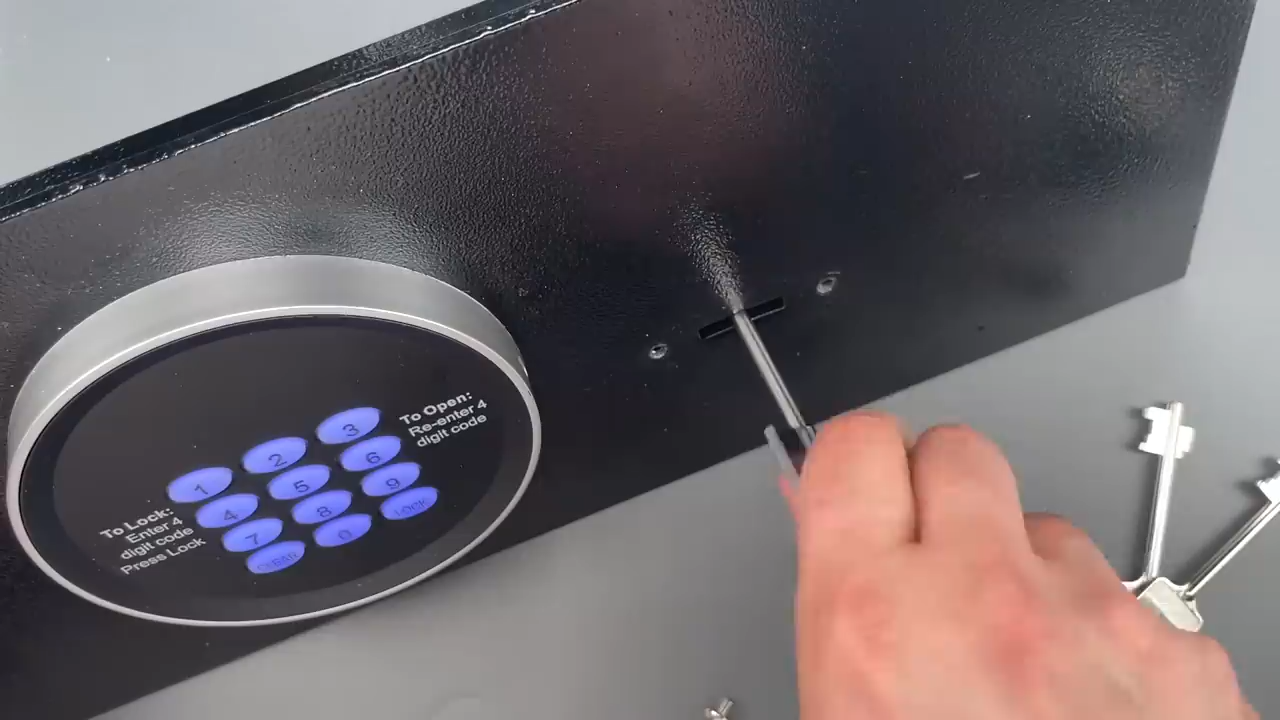 To Open:
Re-enter 4
digit code
1 2 3
4 5 6
7 8 9
CLEAR 0 LOCK
To Lock:
Enter 4
digit code
Press Lock